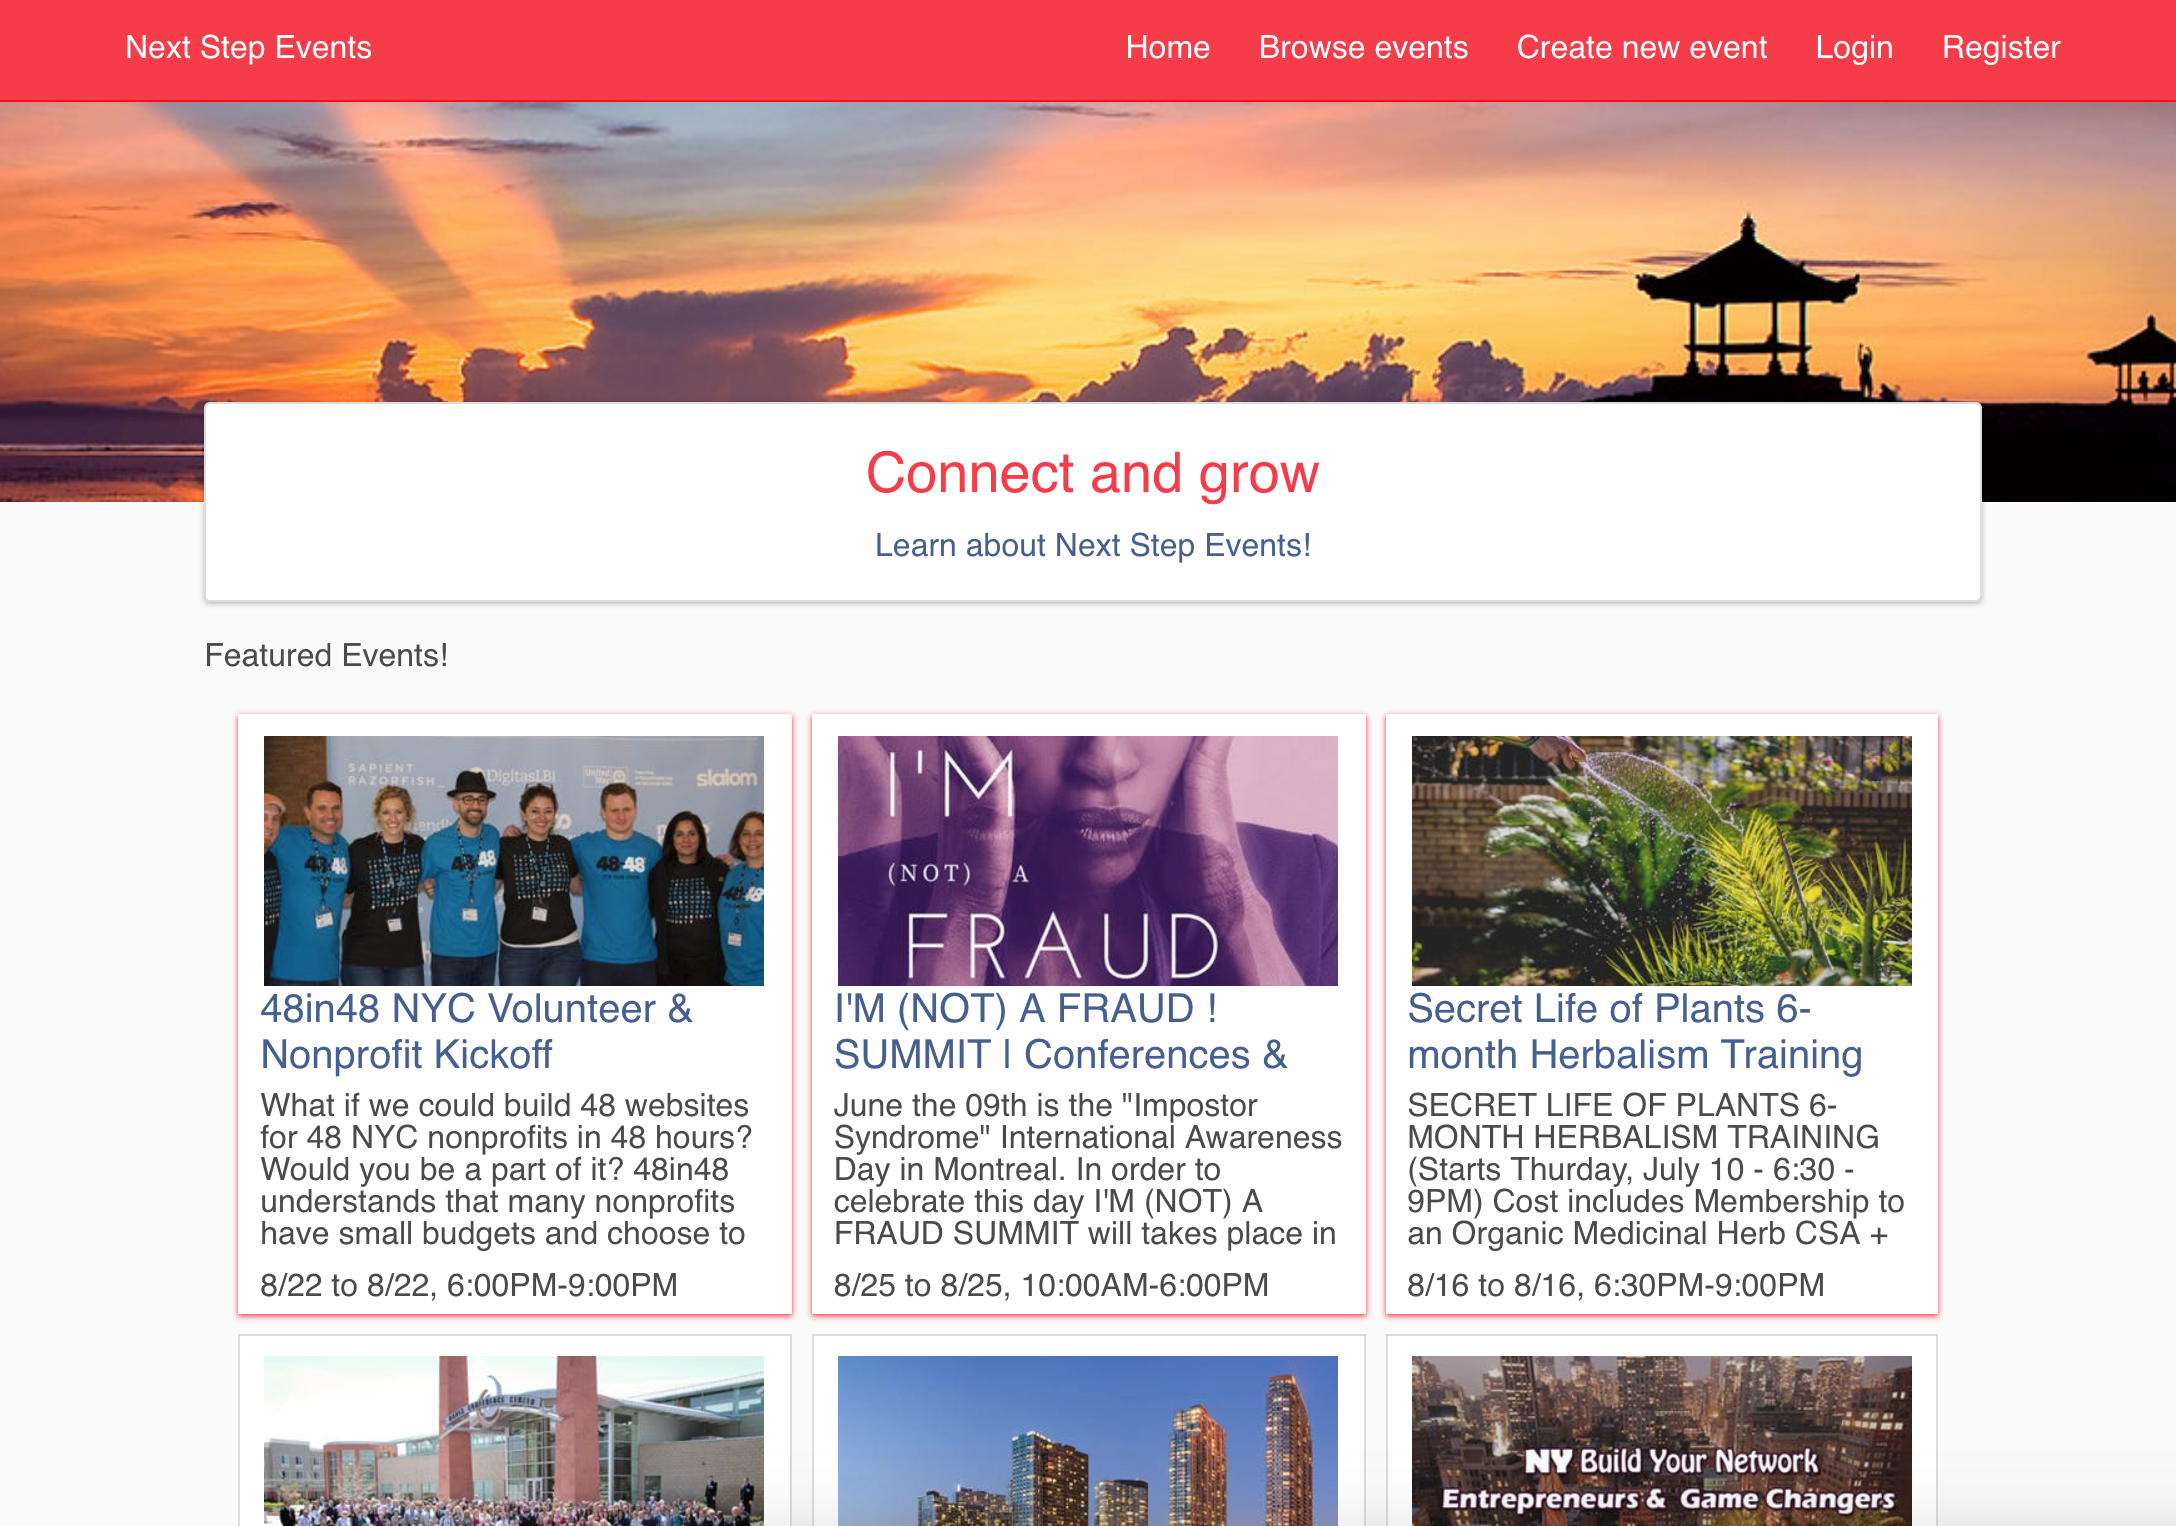 Next Step Events
Home
Browse events
Create new event
Login
Register
Connect and grow
Learn about Next Step Events!
Featured Events!
SAPIENT
RAZORFISH_
DigitasLBi
United
Way
slalom
48in48
48in48 NYC Volunteer &
Nonprofit Kickoff
What if we could build 48 websites
for 48 NYC nonprofits in 48 hours?
Would you be a part of it? 48in48
understands that many nonprofits
have small budgets and choose to
8/22 to 8/22, 6:00PM-9:00PM
I'M
(NOT) A
FRAUD
I'M (NOT) A FRAUD !
SUMMIT | Conferences &
June the 09th is the "Impostor
Syndrome" International Awareness
Day in Montreal. In order to
celebrate this day I'M (NOT) A
FRAUD SUMMIT will takes place in
8/25 to 8/25, 10:00AM-6:00PM
Secret Life of Plants 6-
month Herbalism Training
SECRET LIFE OF PLANTS 6-
MONTH HERBALISM TRAINING
(Starts Thurday, July 10 - 6:30 -
9PM) Cost includes Membership to
an Organic Medicinal Herb CSA +
8/16 to 8/16, 6:30PM-9:00PM
DAVIS CONFERENCE CENTER
NY Build Your Network
Entrepreneurs & Game Changers